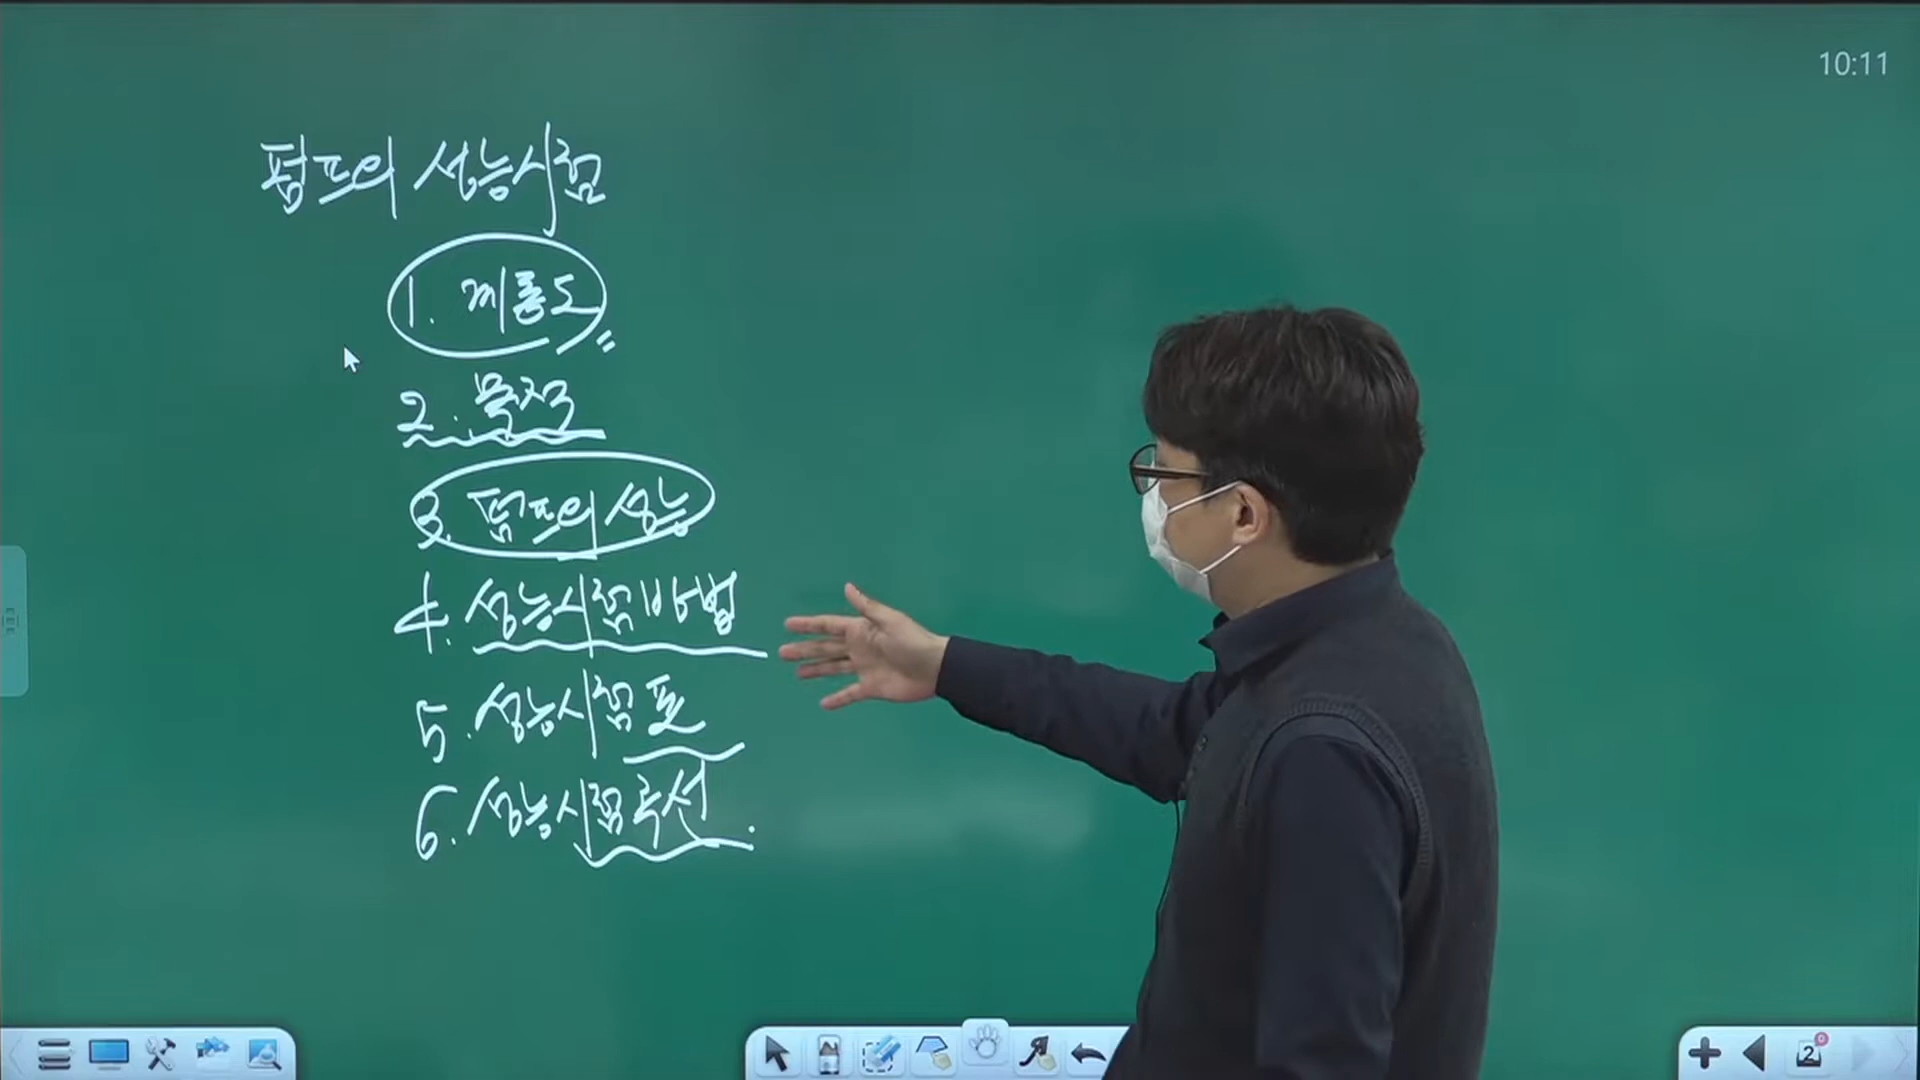 10:11
펌프의 성능시험
1. 계통도
2. 목적
3. 펌프의 성능
4. 성능시험방법
5. 성능시험표
6. 성능시험곡선.
2